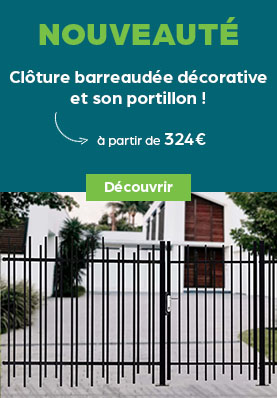 NOUVEAUTÉ
Clôture barreaudée décorative
et son portillon !
à partir de 324€
Découvrir